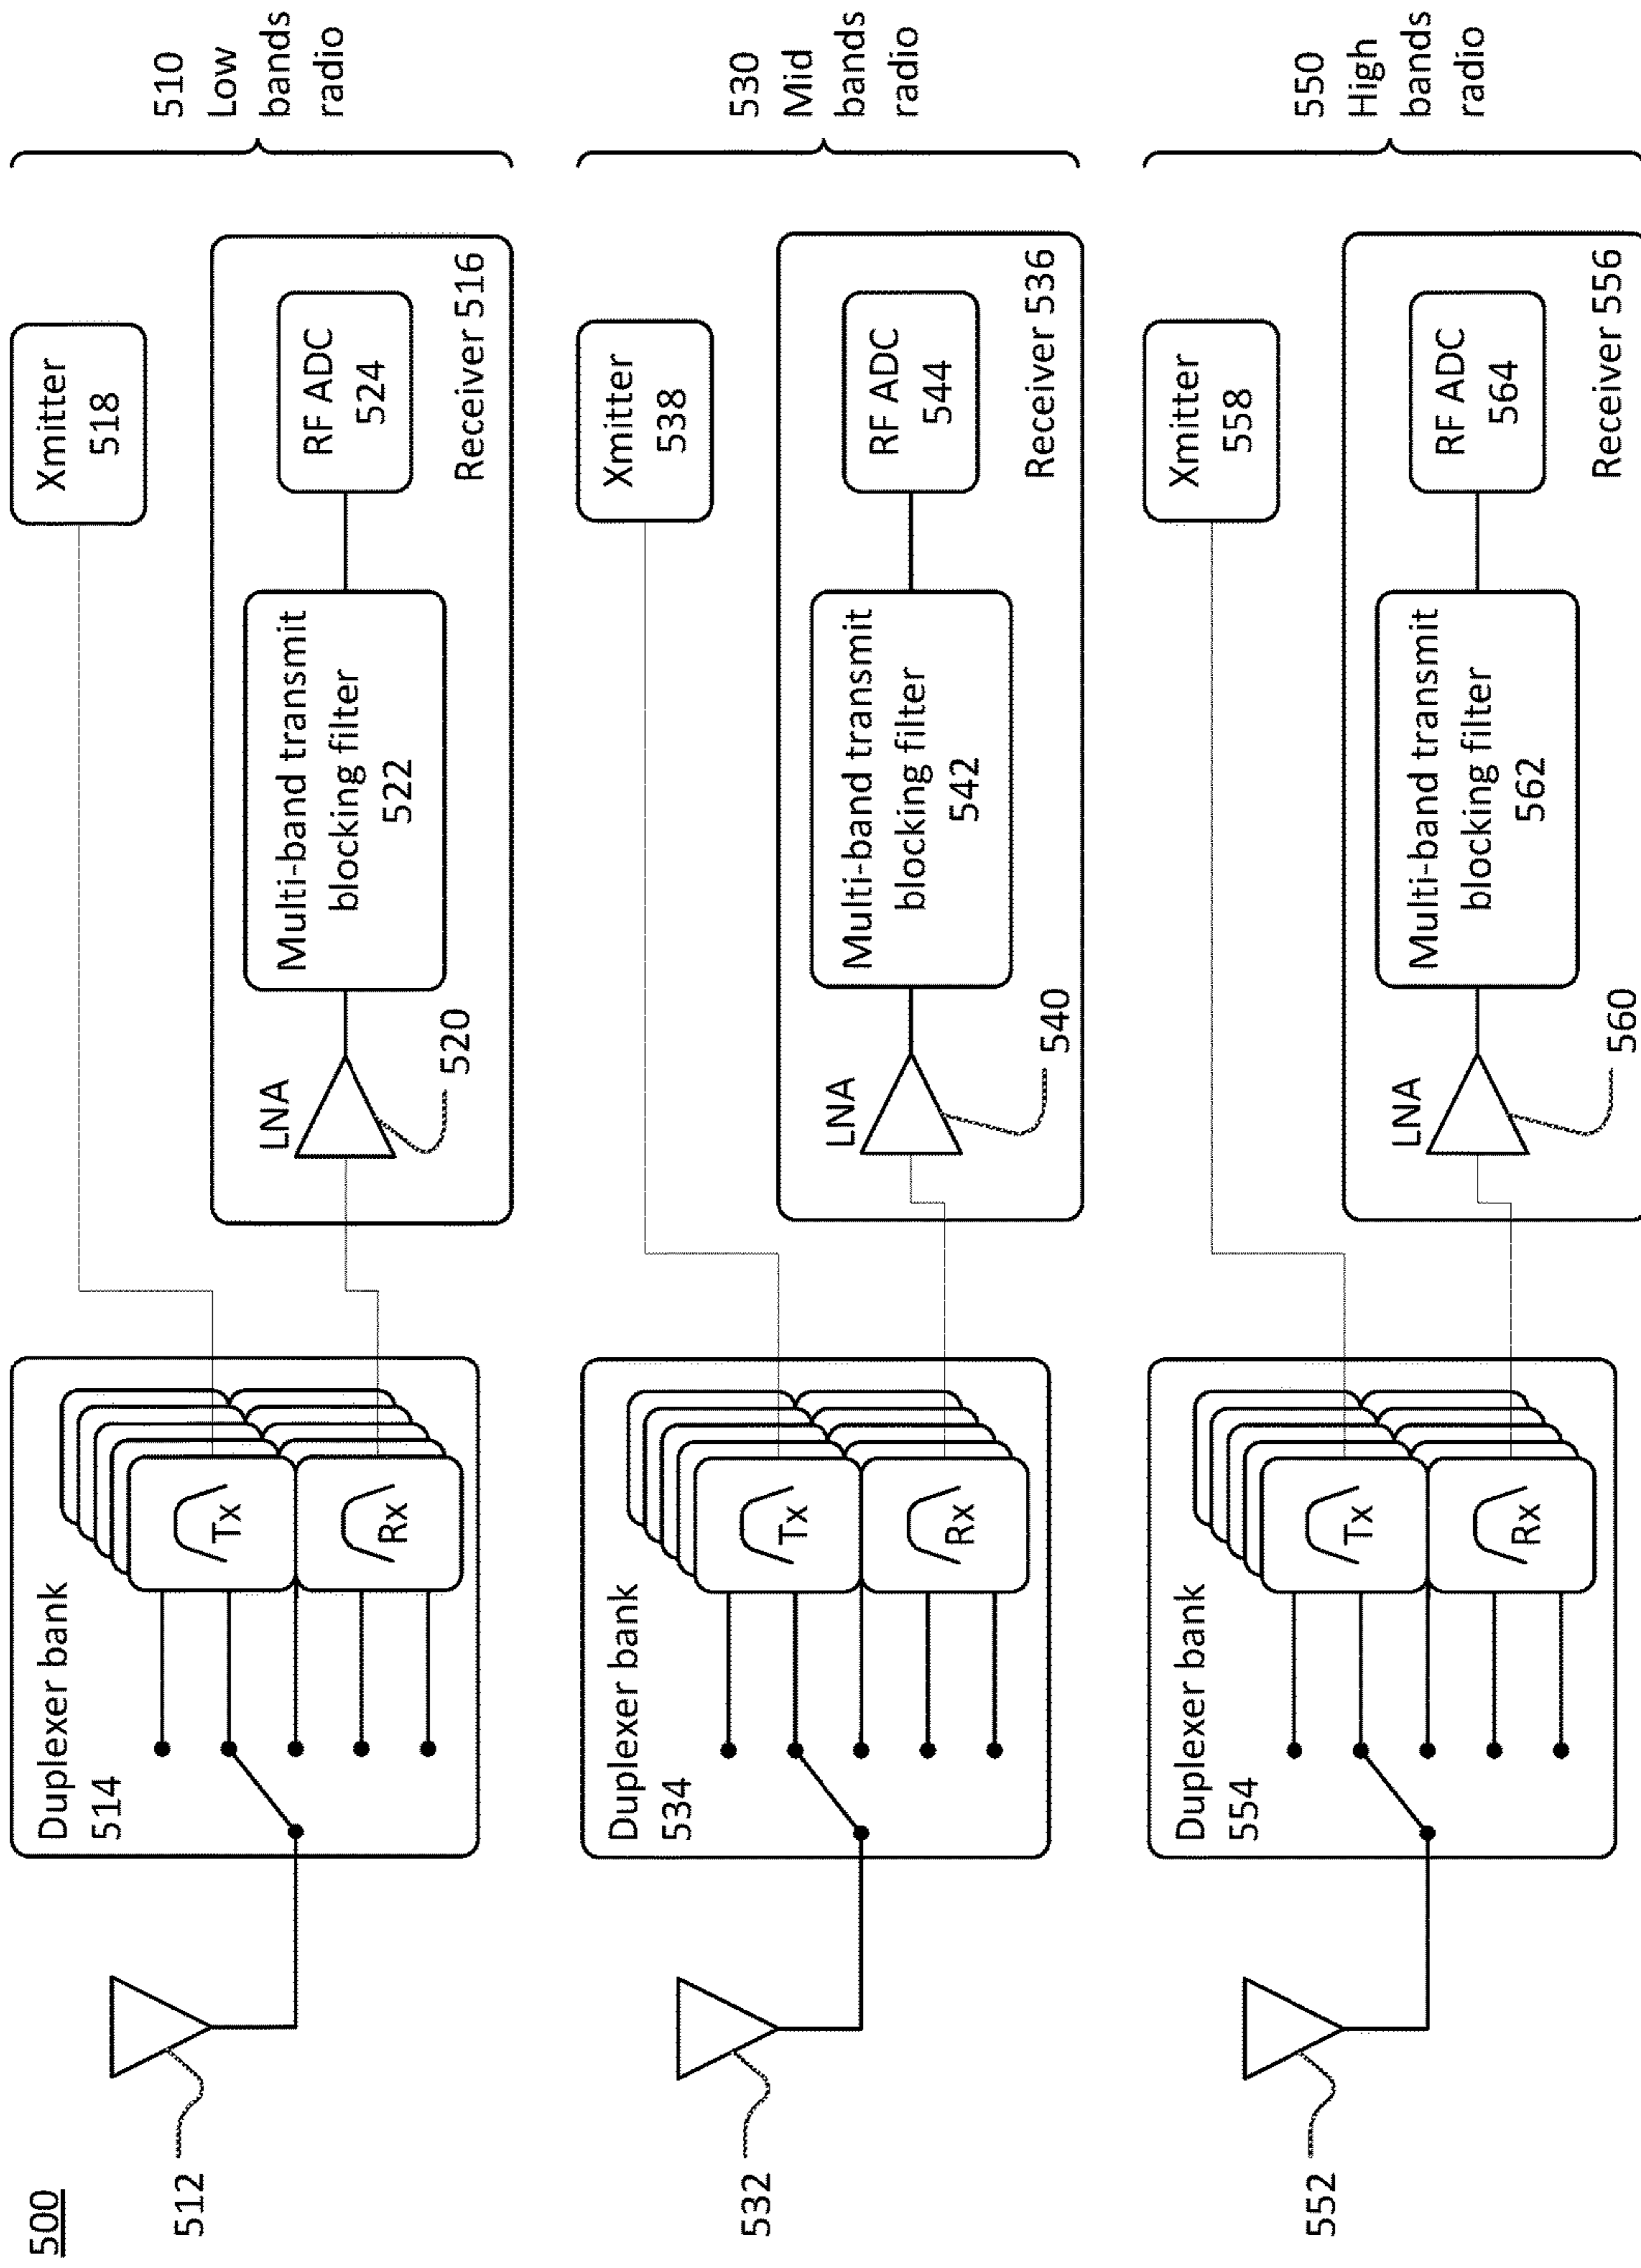 500
512
Duplexer bank
514
Tx
Rx
Xmitter
518
LNA
520
Multi-band transmit
blocking filter
522
RF ADC
524
Receiver 516
510
Low
bands
radio
532
Duplexer bank
534
Tx
Rx
Xmitter
538
LNA
540
Multi-band transmit
blocking filter
542
RF ADC
544
Receiver 536
530
Mid
bands
radio
552
Duplexer bank
554
Tx
Rx
Xmitter
558
LNA
560
Multi-band transmit
blocking filter
562
RF ADC
564
Receiver 556
550
High
bands
radio